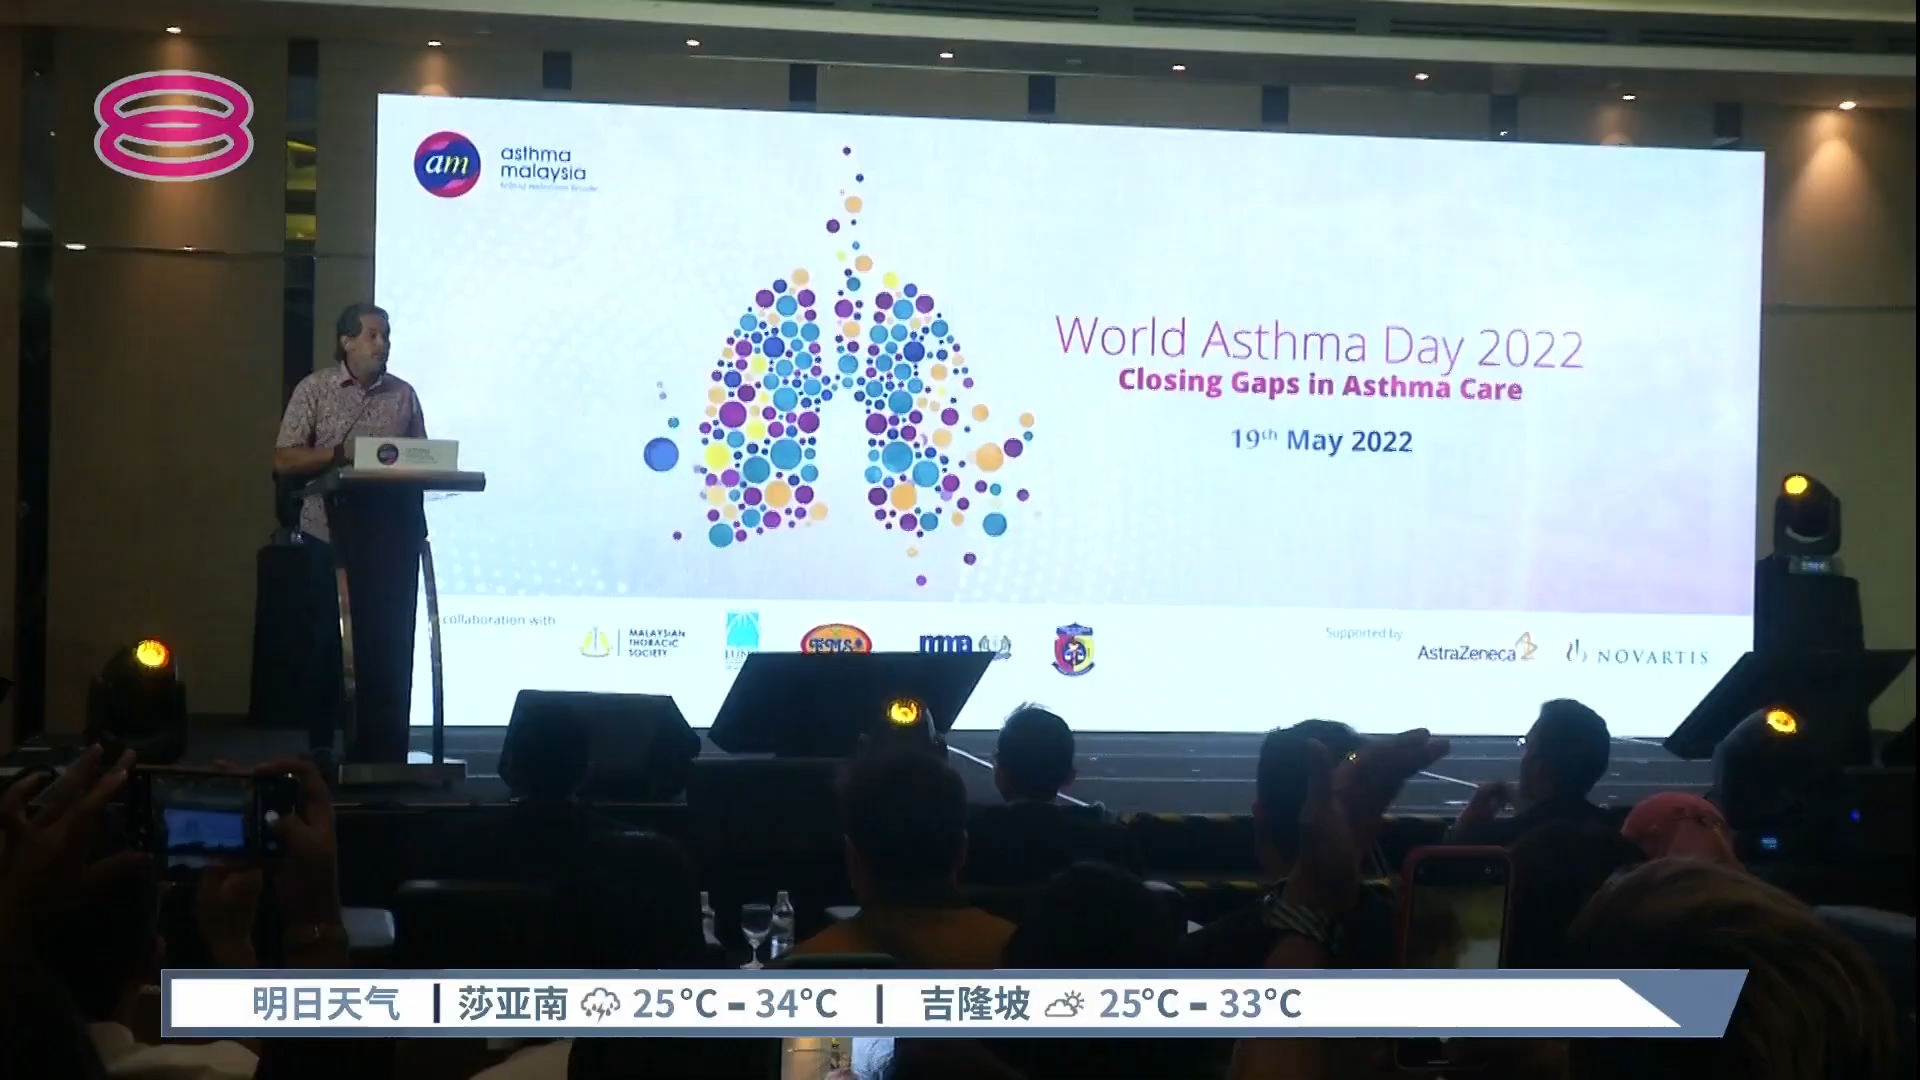 am
asthma
malaysia
World Asthma Day 2022
Closing Gaps in Asthma Care
19th May 2022
collaboration with
MALAYSIAN
THORACIC
SOCIETY
Supported by
AstraZeneca
NOVARTIS
明日天气 | 莎亚南 25°C - 34°C | 吉隆坡 25°C - 33°C